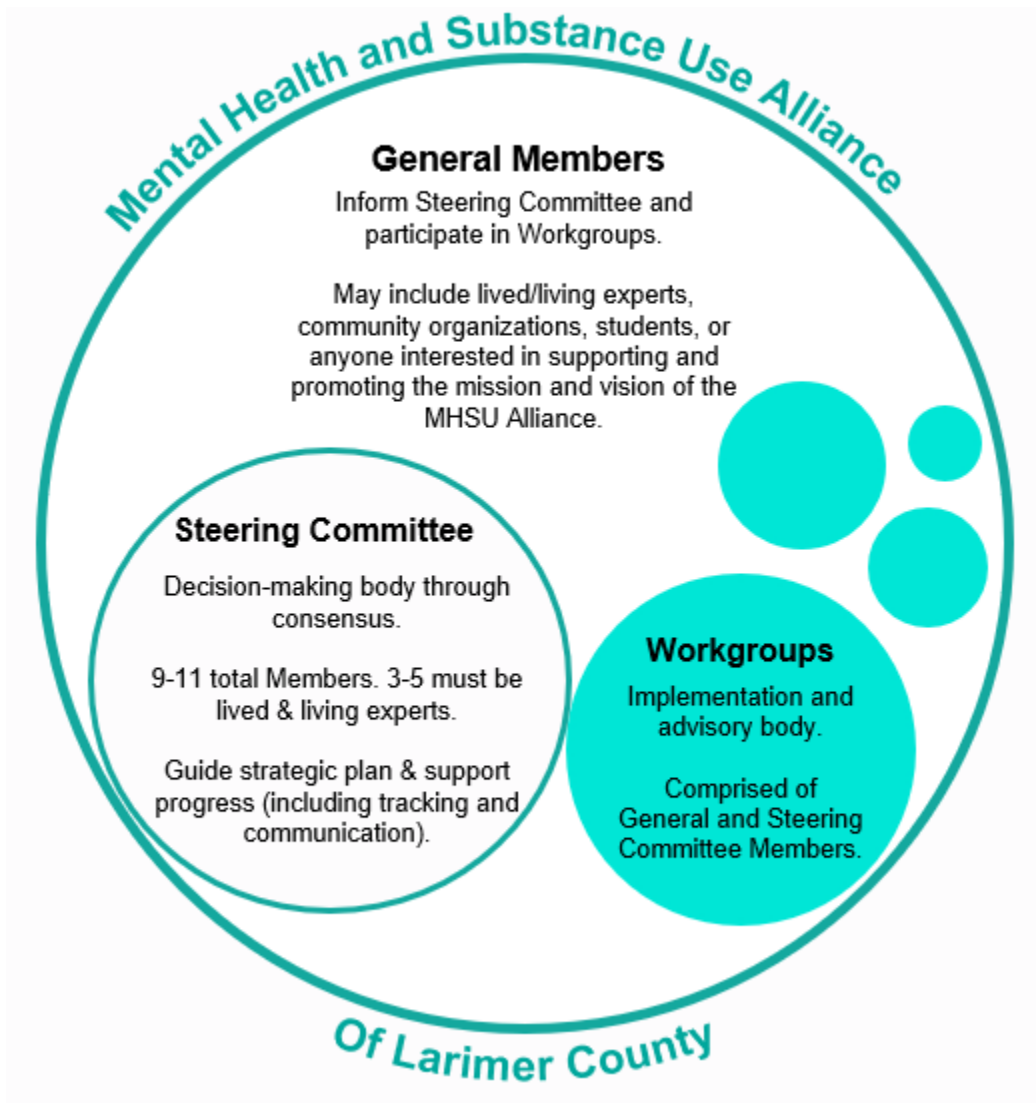 Mental Health and Substance Use Alliance
General Members
Inform Steering Committee and
participate in Workgroups.
May include lived/living experts,
community organizations, students, or
anyone interested in supporting and
promoting the mission and vision of the
MHSU Alliance.
Steering Committee
Decision-making body through
consensus.
9-11 total Members. 3-5 must be
lived & living experts.
Guide strategic plan & support
progress (including tracking and
communication).
Workgroups
Implementation and
advisory body.
Comprised of
General and Steering
Committee Members.
Of Larimer County